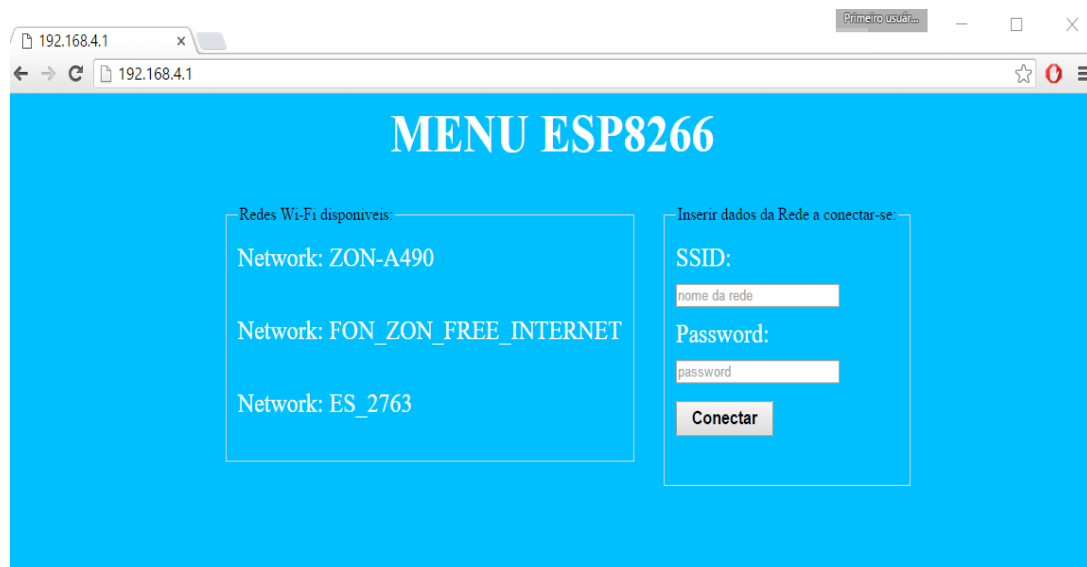 Primeiro usuár...
192.168.4.1
192.168.4.1
MENU ESP8266
Redes Wi-Fi disponiveis:
Network: ZON-A490
Network: FON_ZON_FREE_INTERNET
Network: ES_2763
Inserir dados da Rede a conectar-se:
SSID:
nome da rede
Password:
password
Conectar